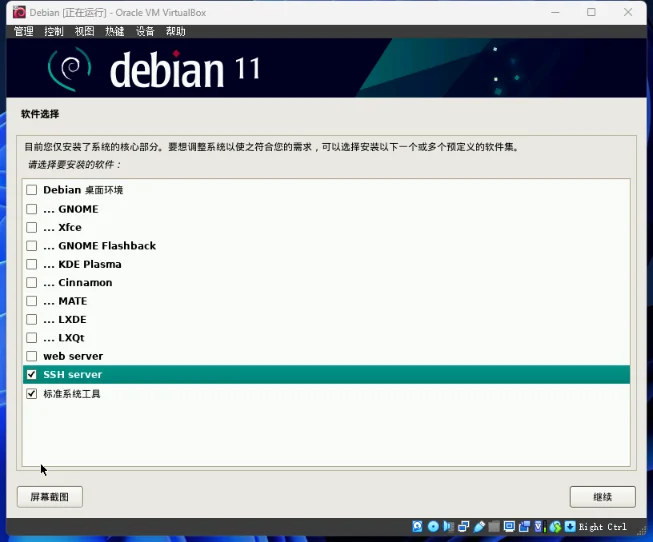 Debian [正在运行] - Oracle VM VirtualBox
管理 控制 视图 热键 设备 帮助
debian 11
软件选择
目前您仅安装了系统的核心部分。要想调整系统以使之符合您的需求，可以选择安装以下一个或多个预定义的软件集。
请选择要安装的软件：
Debian 桌面环境
... GNOME
... Xfce
... GNOME Flashback
... KDE Plasma
... Cinnamon
... MATE
... LXDE
... LXQt
web server
SSH server
标准系统工具
屏幕截图 继续
Right Ctrl